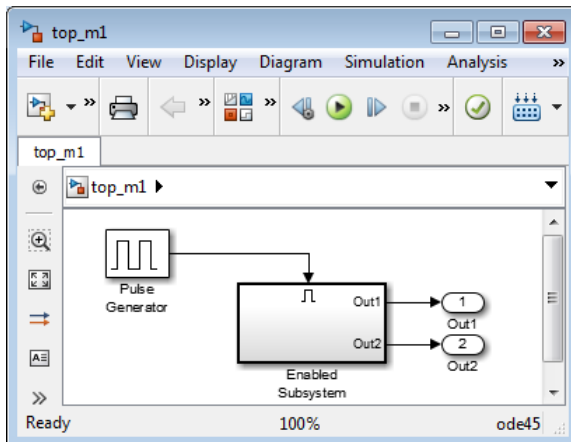 top_m1
File Edit View Display Diagram Simulation Analysis »
» » » »
top_m1
top_m1
Pulse
Generator
Out1
1
Out1
Out2
2
Out2
Enabled
Subsystem
A
»
Ready 100% ode45